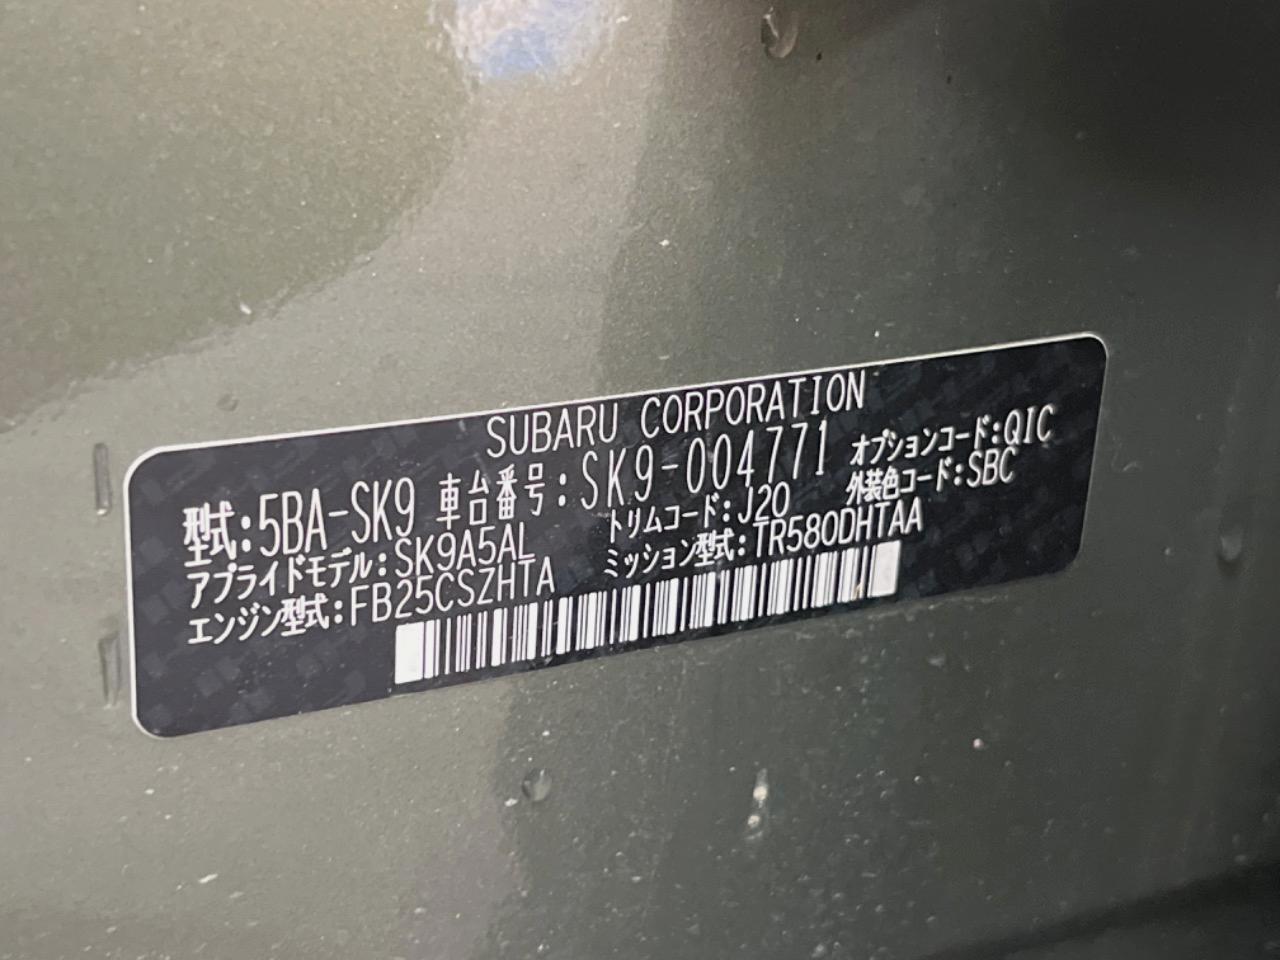 SUBARU CORPORATION
型式:5BA-SK9 車台番号:SK9-004771 オプションコード:QIC
アプライドモデル:SK9A5AL トリムコード:J20 外装色コード:SBC
エンジン型式:FB25CSZHTA ミッション型式:TR580DHTAA